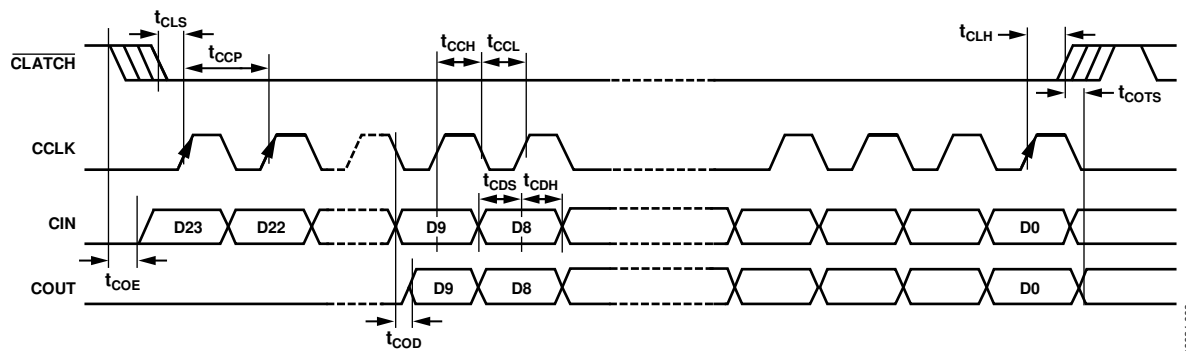 tCLS
tCCP
tCCH
tCCL
tCLH
CLATCH
tCOTS
CCLK
tCDS
tCDH
CIN
D23
D22
D9
D8
D0
tCOE
COUT
D9
D8
D0
tCOD